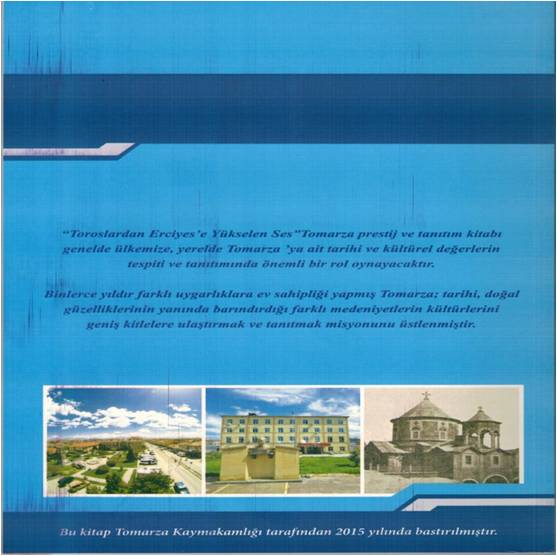 “Toroslardan Erciyes’e Yükselen Ses”Tomarza prestij ve tanıtım kitabı
genelde ülkemize, yerelde Tomarza ’ya ait tarihi ve kültürel değerlerin
tespiti ve tanıtımında önemli bir rol oynayacaktır.
Binlerce yıldır farklı uygarlıklara ev sahipliği yapmış Tomarza; tarihi, doğal
güzelliklerinin yanında barındırdığı farklı medeniyetlerin kültürlerini
geniş kitlelere ulaştırmak ve tanıtmak misyonunu üstlenmiştir.
Bu kitap Tomarza Kaymakamlığı tarafından 2015 yılında bastırılmıştır.